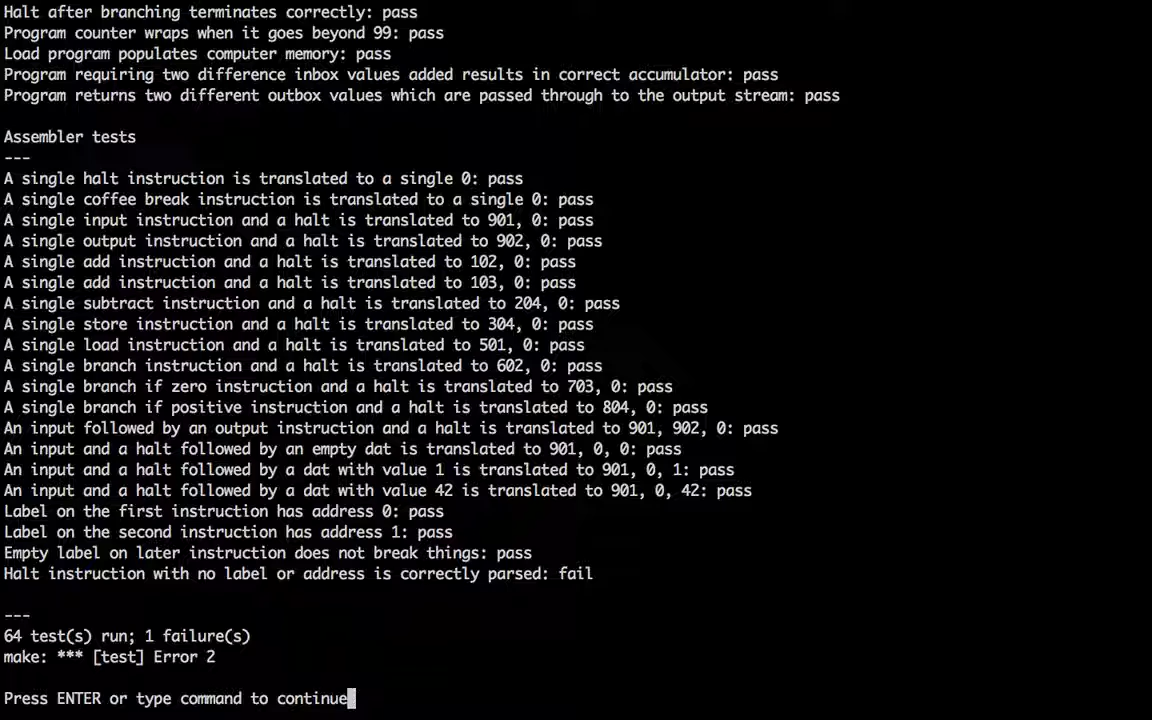 Halt after branching terminates correctly: pass
Program counter wraps when it goes beyond 99: pass
Load program populates computer memory: pass
Program requiring two difference inbox values added results in correct accumulator: pass
Program returns two different outbox values which are passed through to the output stream: pass
Assembler tests
---
A single halt instruction is translated to a single 0: pass
A single coffee break instruction is translated to a single 0: pass
A single input instruction and a halt is translated to 901, 0: pass
A single output instruction and a halt is translated to 902, 0: pass
A single add instruction and a halt is translated to 102, 0: pass
A single add instruction and a halt is translated to 103, 0: pass
A single subtract instruction and a halt is translated to 204, 0: pass
A single store instruction and a halt is translated to 304, 0: pass
A single load instruction and a halt is translated to 501, 0: pass
A single branch instruction and a halt is translated to 602, 0: pass
A single branch if zero instruction and a halt is translated to 703, 0: pass
A single branch if positive instruction and a halt is translated to 804, 0: pass
An input followed by an output instruction and a halt is translated to 901, 902, 0: pass
An input and a halt followed by an empty dat is translated to 901, 0, 0: pass
An input and a halt followed by a dat with value 1 is translated to 901, 0, 1: pass
An input and a halt followed by a dat with value 42 is translated to 901, 0, 42: pass
Label on the first instruction has address 0: pass
Label on the second instruction has address 1: pass
Empty label on later instruction does not break things: pass
Halt instruction with no label or address is correctly parsed: fail
---
64 test(s) run; 1 failure(s)
make: *** [test] Error 2
Press ENTER or type command to continue